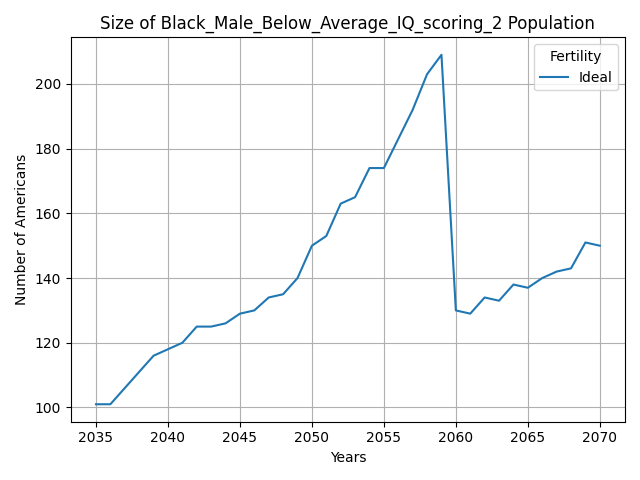 Size of Black_Male_Below_Average_IQ_scoring_2 Population
Fertility
Ideal
Number of Americans
200
180
160
140
120
100
2035 2040 2045 2050 2055 2060 2065 2070
Years